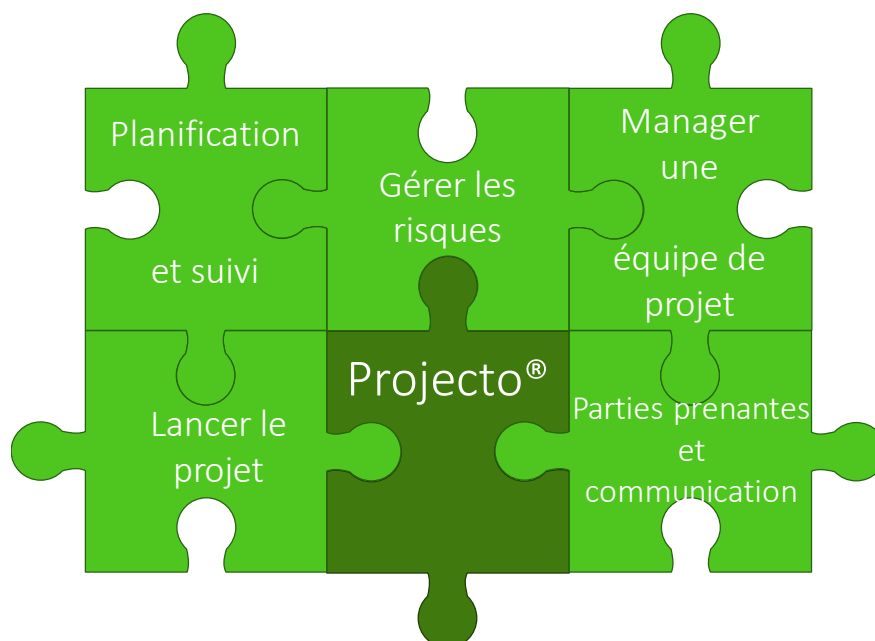 Planification
et suivi
Gérer les
risques
Manager
une
équipe de
projet
Lancer le
projet
Projecto®
Parties prenantes
et
communication